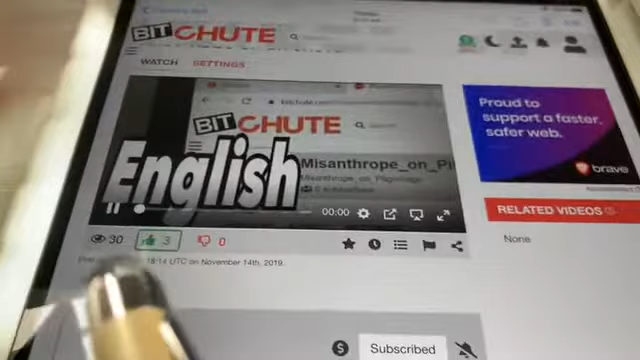 BITCHUTE
WATCH SETTINGS
BITCHUTE
English
Misanthrope_on_Pil
Misanthrope_on_Pilgrimage
00:00
Proud to
support a faster,
safer web.
brave
RELATED VIDEOS
None
30 3 0
18:14 UTC on November 14th, 2019.
Subscribed